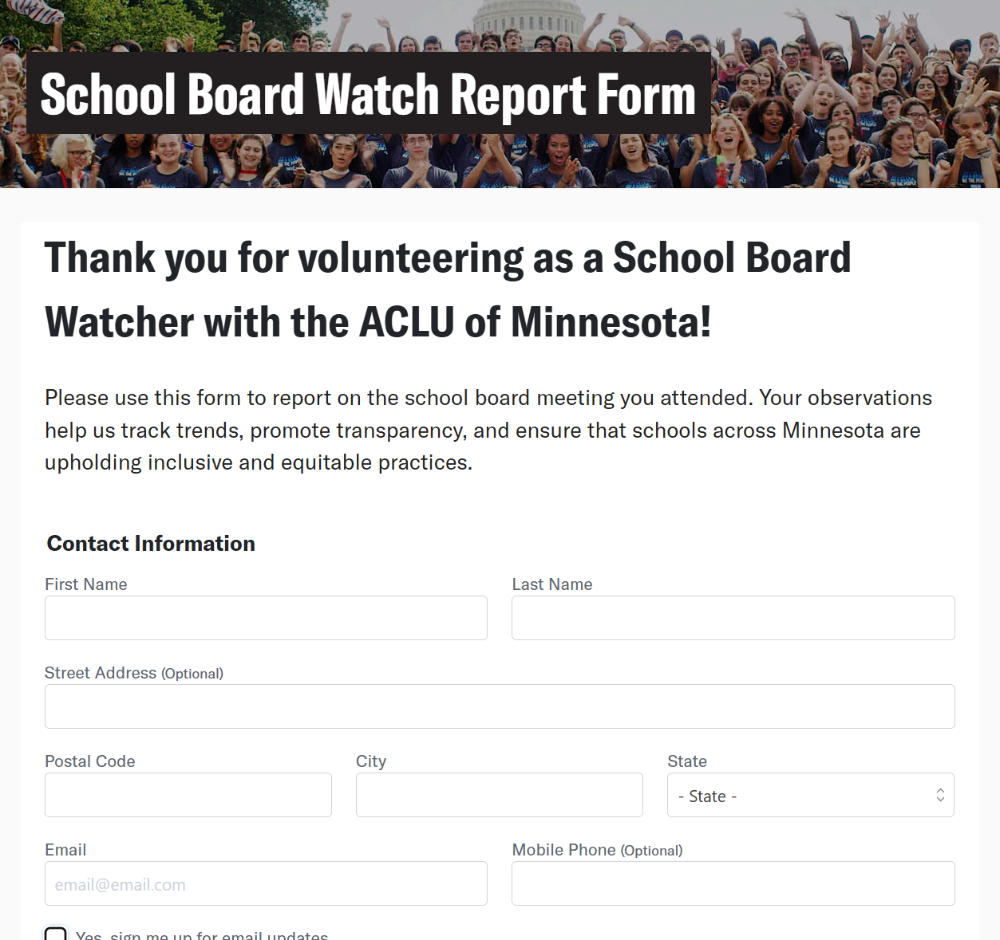 School Board Watch Report Form
Thank you for volunteering as a School Board
Watcher with the ACLU of Minnesota!
Please use this form to report on the school board meeting you attended. Your observations
help us track trends, promote transparency, and ensure that schools across Minnesota are
upholding inclusive and equitable practices.
Contact Information
First Name
Last Name
Street Address (Optional)
Postal Code
City
State
- State -
Email
Mobile Phone (Optional)
email@email.com
Yes, sign me up for email updates